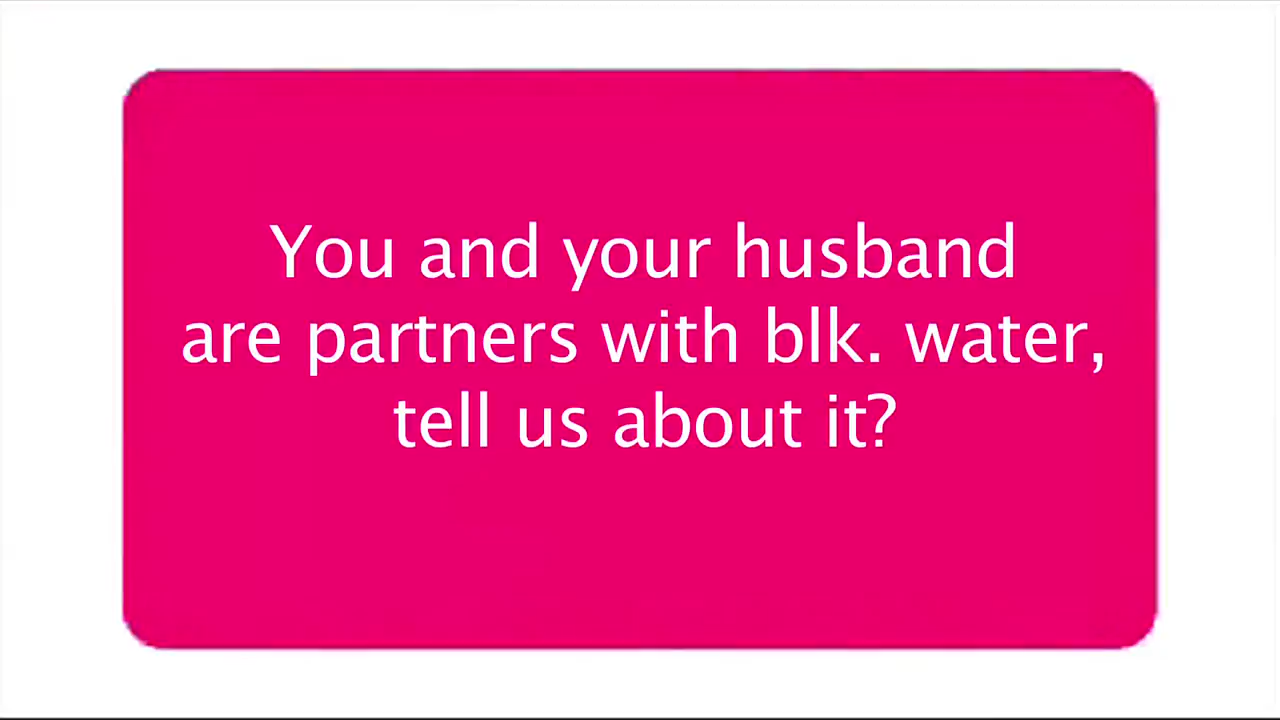 You and your husband
are partners with blk. water,
tell us about it?